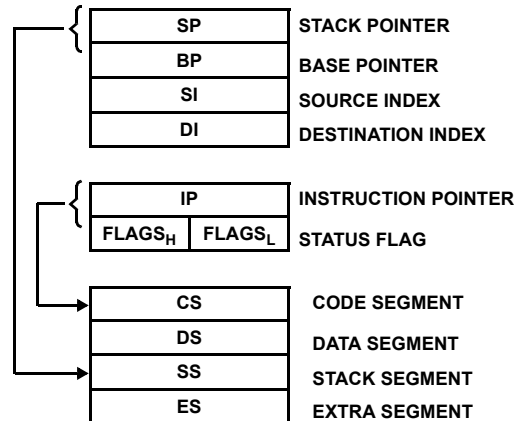 SP STACK POINTER
BP BASE POINTER
SI SOURCE INDEX
DI DESTINATION INDEX
IP INSTRUCTION POINTER
FLAGSH FLAGSL STATUS FLAG
CS CODE SEGMENT
DS DATA SEGMENT
SS STACK SEGMENT
ES EXTRA SEGMENT